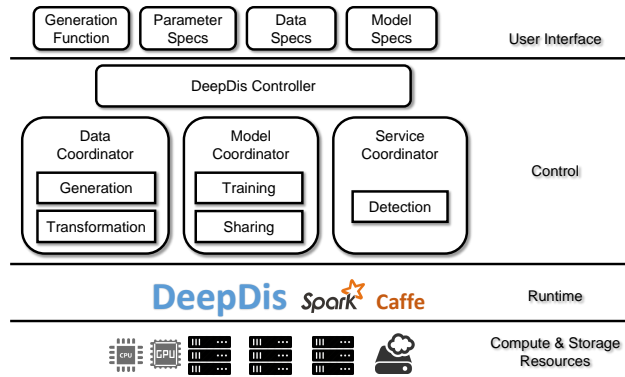 Generation
Function
Parameter
Specs
Data
Specs
Model
Specs
User Interface
DeepDis Controller
Data
Coordinator
Generation
Transformation
Model
Coordinator
Training
Sharing
Service
Coordinator
Detection
Control
DeepDis
Spark
Caffe
Runtime
CPU
GPU
Compute & Storage
Resources